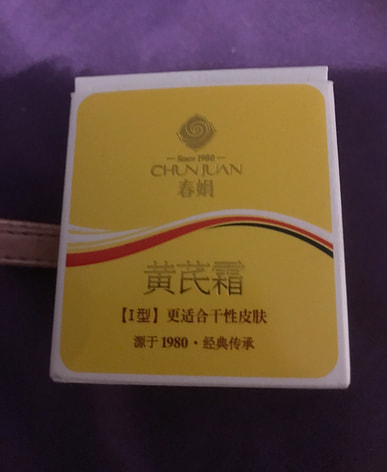 Since 1980
CHUNJUAN
春娟
黄芪霜
【I型】更适合干性皮肤
源于1980·经典传承